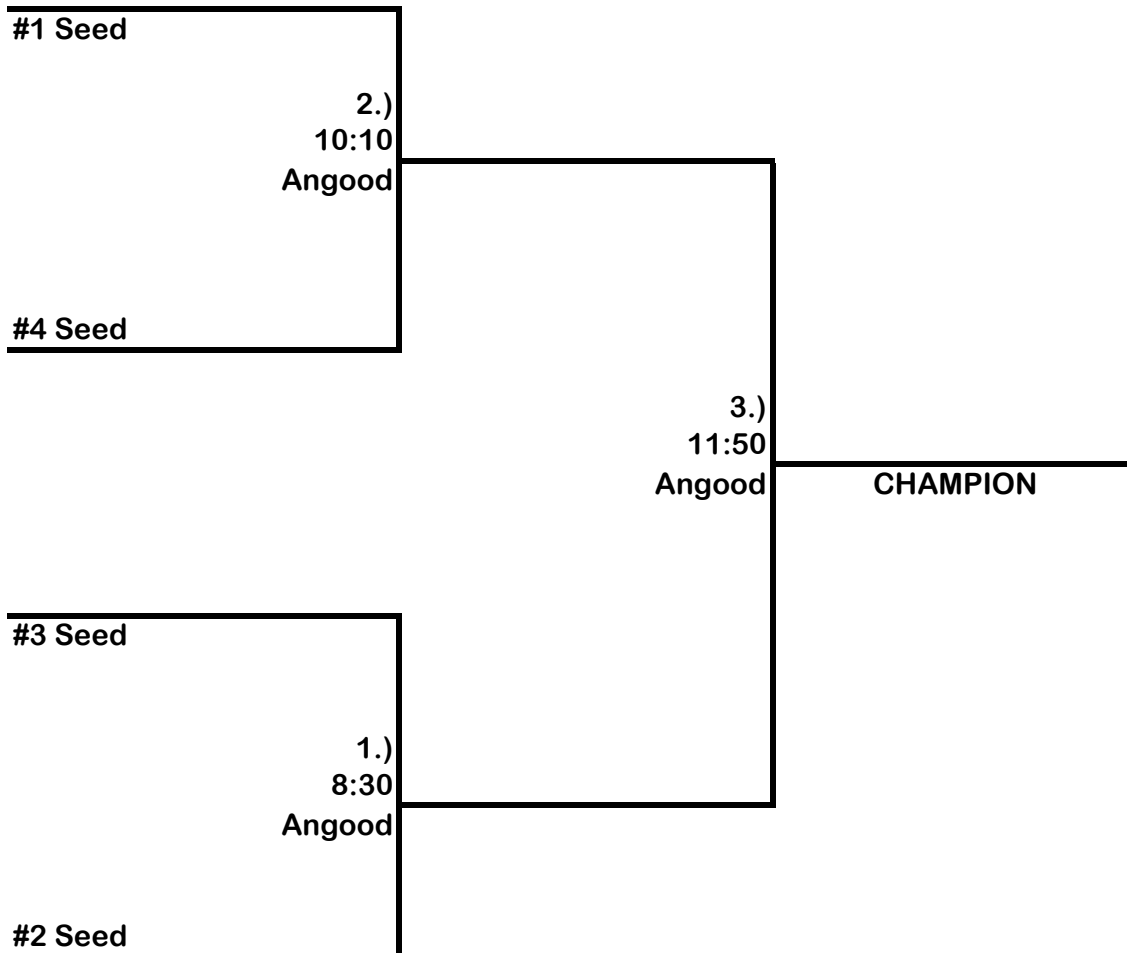 #1 Seed
2.)
10:10
Angood
#4 Seed
3.)
11:50
Angood
CHAMPION
#3 Seed
1.)
8:30
Angood
#2 Seed